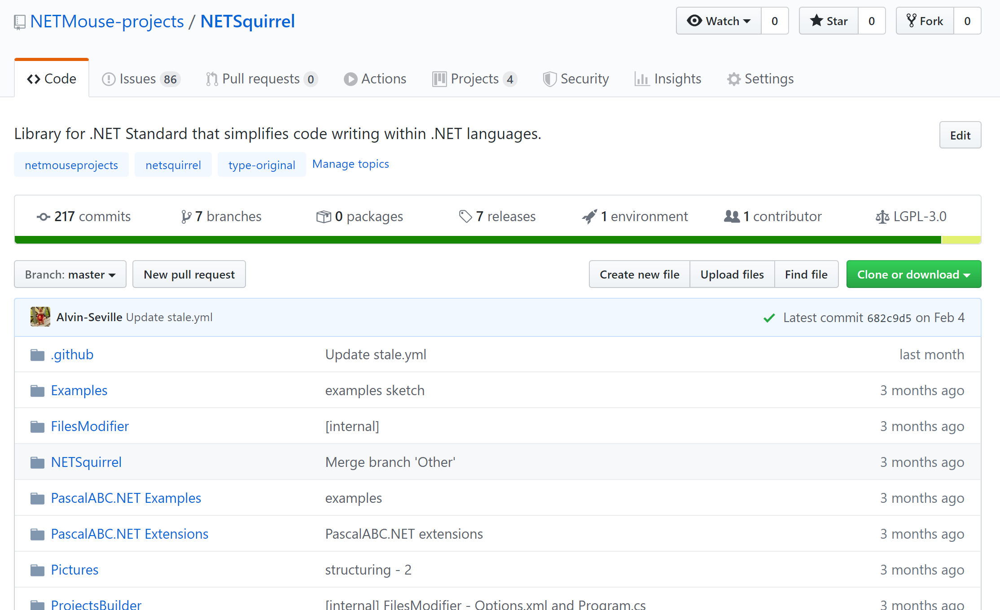 NETMouse-projects / NETSquirrel
Watch 0 Star 0 Fork 0
Code Issues 86 Pull requests 0 Actions Projects 4 Security Insights Settings
Library for .NET Standard that simplifies code writing within .NET languages.
Edit
netmouseprojects netsquirrel type-original Manage topics
217 commits 7 branches 0 packages 7 releases 1 environment 1 contributor LGPL-3.0
Branch: master New pull request Create new file Upload files Find file Clone or download
Alvin-Seville Update stale.yml Latest commit 682c9d5 on Feb 4
.github Update stale.yml last month
Examples examples sketch 3 months ago
FilesModifier [internal] 3 months ago
NETSquirrel Merge branch 'Other' 3 months ago
PascalABC.NET Examples examples 3 months ago
PascalABC.NET Extensions PascalABC.NET extensions 3 months ago
Pictures structuring - 2 3 months ago
ProjectsBuilder [internal] FilesModifier - Options.xml and Program.cs 3 months ago